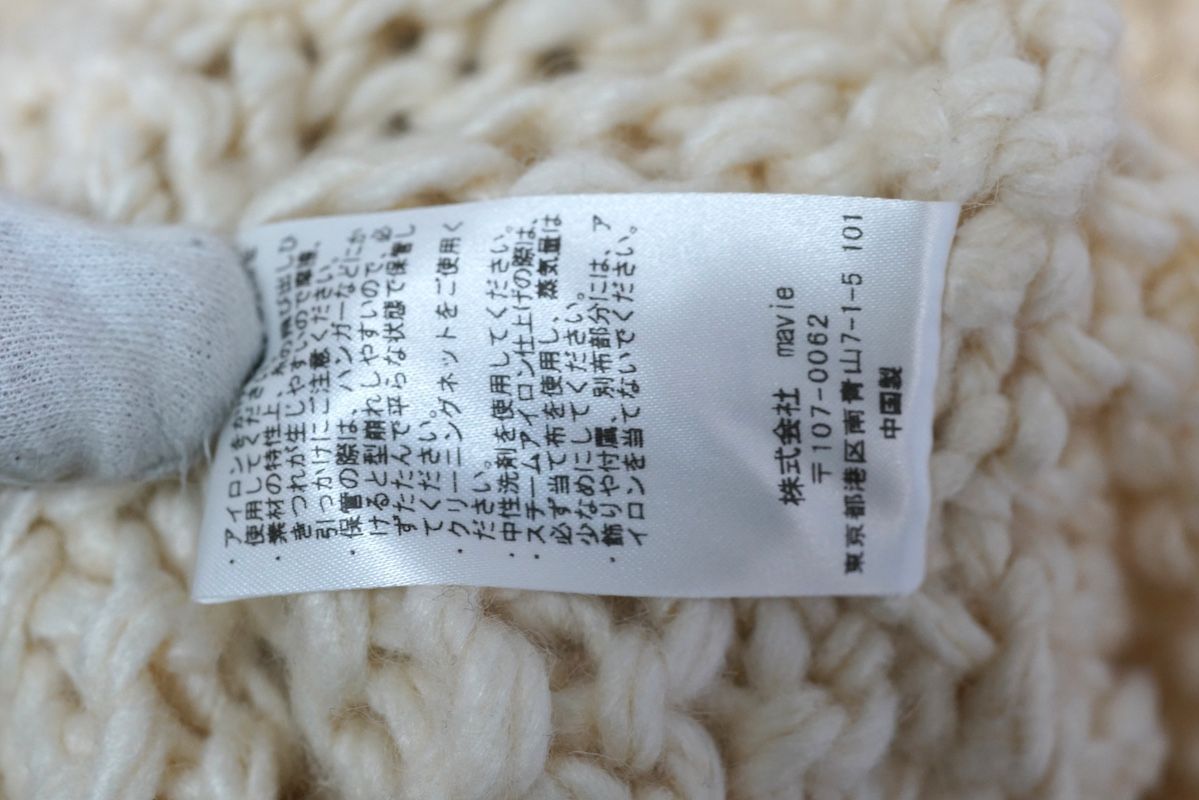 ・アイロンをか
使用してくださ
素材の特性上、糸の飛び出し ひ
きつれが生じやすいので摩擦、
引っかけにご注意ください。
・保管の際は、ハンガーなどにか
けると型崩れしやすいので、必
ずたたんで平らな状態で保管し
てください。
・クリーニングネットをご使用く
ださい。
・中性洗剤を使用してください。
・スチームアイロン仕上げの際は、
必ず当て布を使用し、蒸気量は
少なめにしてください。
・飾りや付属、別布部分には、ア
イロンを当てないでください。
株式会社 mavie
〒107-0062
東京都港区南青山7-1-5 101
中国製